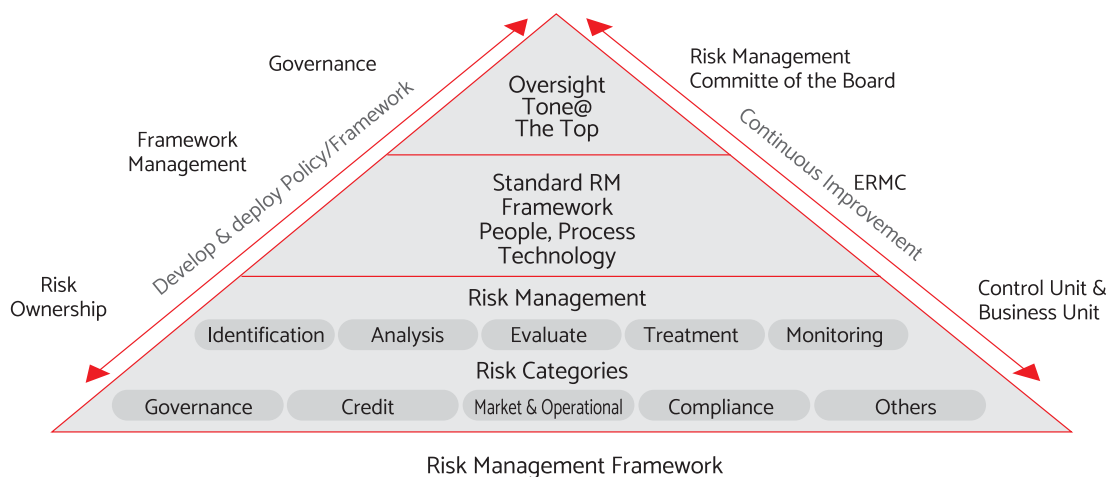 Governance
Risk Management
Committe of the Board
Oversight
Tone@
The Top
Framework
Management
Develop & deploy Policy/Framework
Continuous Improvement
ERMC
Standard RM
Framework
People, Process
Technology
Risk
Ownership
Control Unit &
Business Unit
Risk Management
Identification
Analysis
Evaluate
Treatment
Monitoring
Risk Categories
Governance
Credit
Market & Operational
Compliance
Others
Risk Management Framework